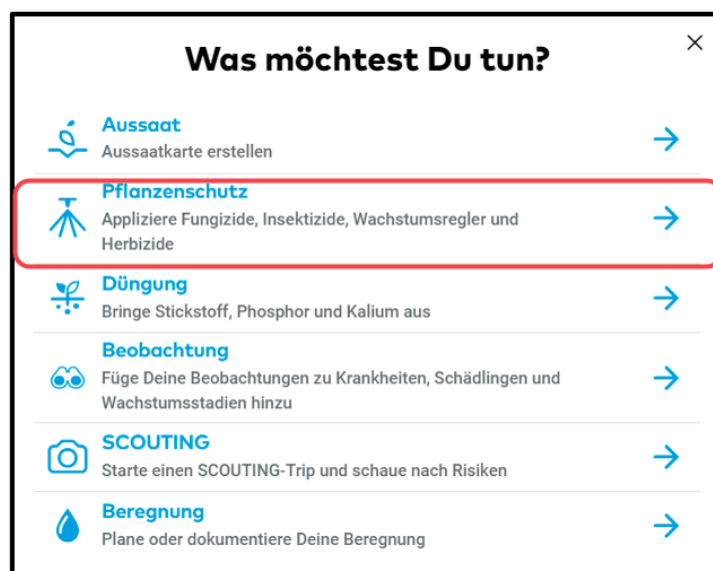 Was möchtest Du tun?
Aussaat
Aussaatkarte erstellen
Pflanzenschutz
Appliziere Fungizide, Insektizide, Wachstumsregler und
Herbizide
Düngung
Bringe Stickstoff, Phosphor und Kalium aus
Beobachtung
Füge Deine Beobachtungen zu Krankheiten, Schädlingen und
Wachstumsstadien hinzu
SCOUTING
Starte einen SCOUTING-Trip und schaue nach Risiken
Beregnung
Plane oder dokumentiere Deine Beregnung